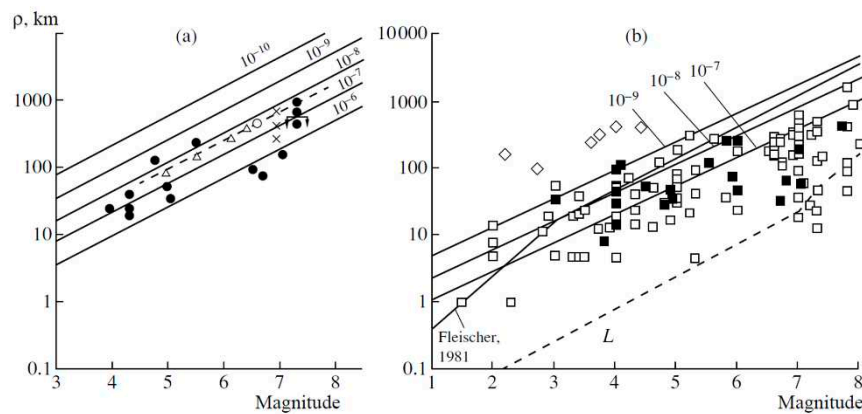 ρ, km
(a)
10⁻¹⁰
10⁻⁹
10⁻⁸
10⁻⁷
10⁻⁶
1000
100
10
1
0.1
3 4 5 6 7 8
Magnitude
(b)
10000
1000
100
10
1
0.1
10⁻⁹
10⁻⁸
10⁻⁷
Fleischer,
1981
L
1 2 3 4 5 6 7 8
Magnitude